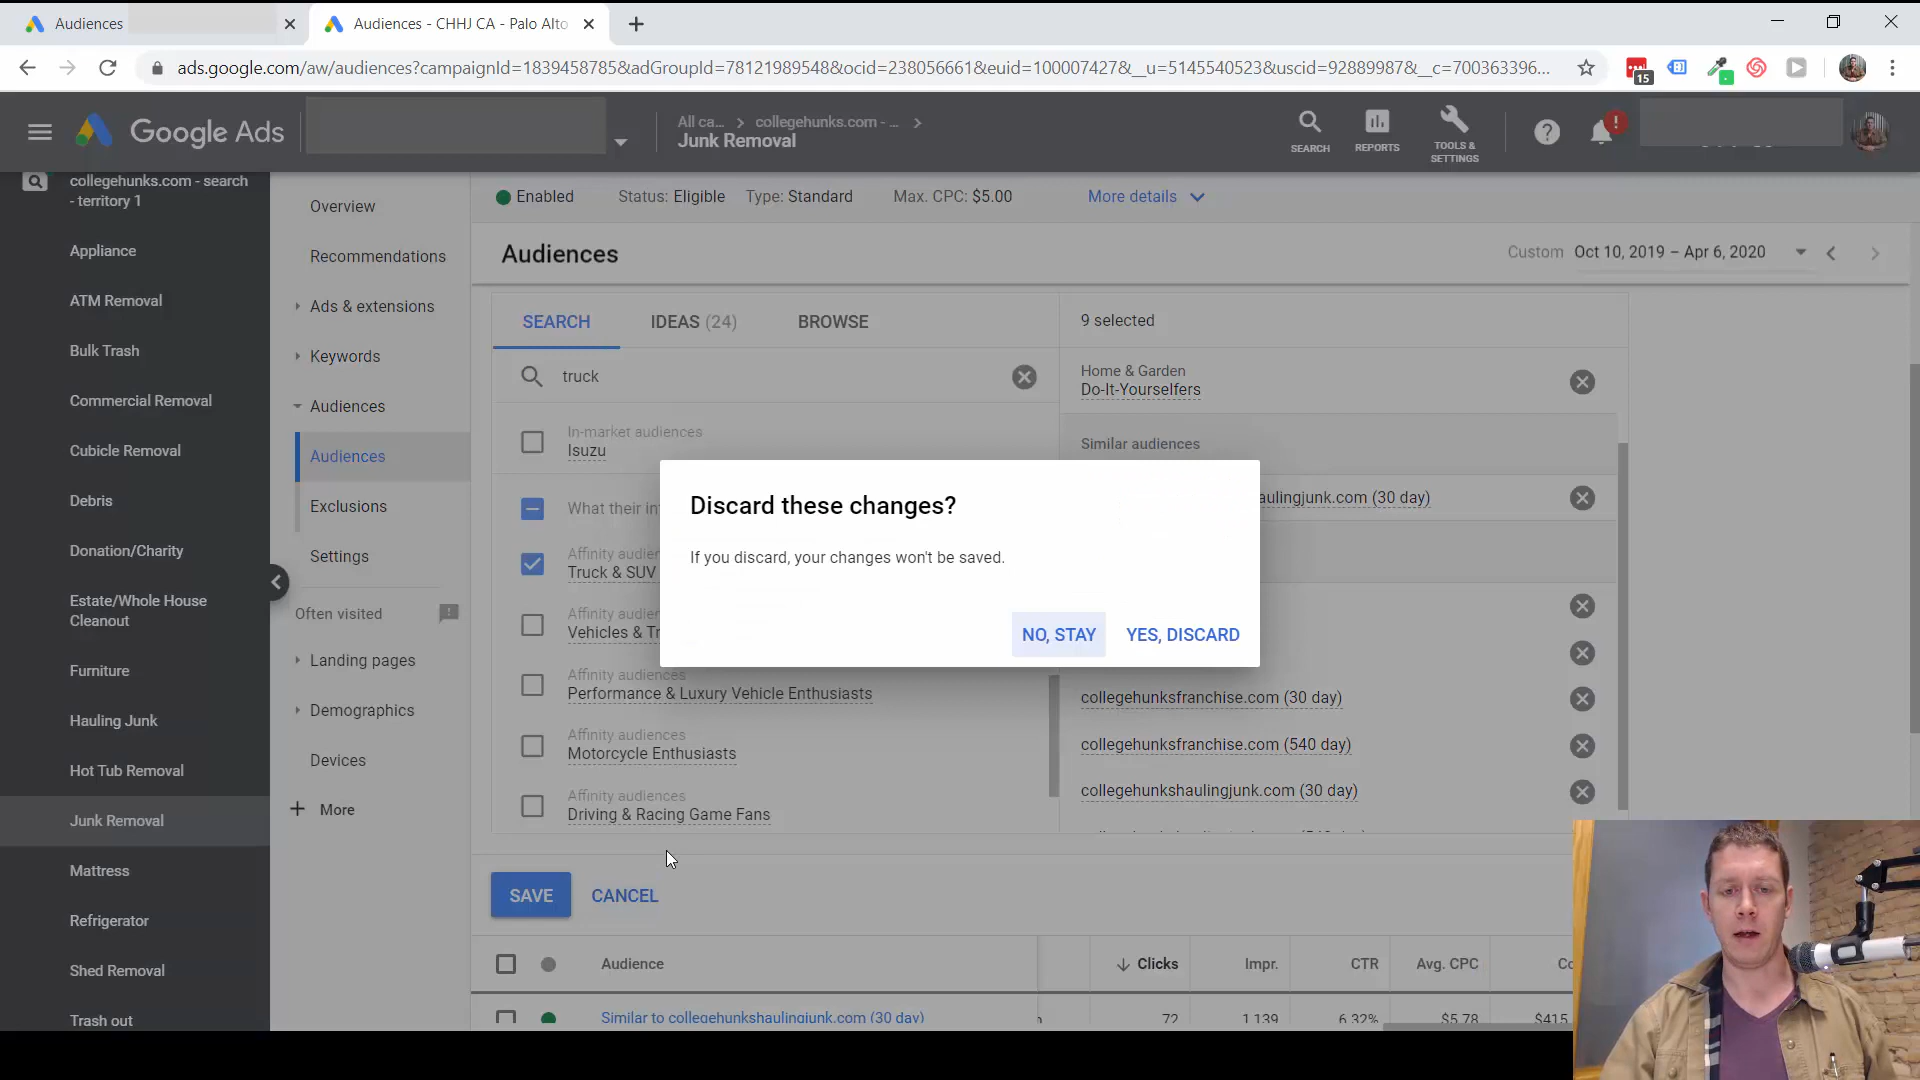 Audiences
Audiences - CHHJ CA - Palo Alto
ads.google.com/aw/audiences?campaignId=1839458785&adGroupId=78121989548&ocid=238056661&euid=100007427&__u=5145540523&uscid=92889987&__c=700363396...
15
Google Ads
All ca... > collegehunks.com - ... >
Junk Removal
SEARCH
REPORTS
TOOLS &
SETTINGS
collegehunks.com - search
- territory 1
Appliance
ATM Removal
Bulk Trash
Commercial Removal
Cubicle Removal
Debris
Donation/Charity
Estate/Whole House
Cleanout
Furniture
Hauling Junk
Hot Tub Removal
Junk Removal
Mattress
Refrigerator
Shed Removal
Trash out
Overview
Recommendations
Ads & extensions
Keywords
Audiences
Audiences
Exclusions
Settings
Often visited
Landing pages
Demographics
Devices
+ More
Enabled Status: Eligible Type: Standard Max. CPC: $5.00 More details
Audiences
Custom Oct 10, 2019 – Apr 6, 2020
SEARCH IDEAS (24) BROWSE
truck
In-market audiences
Isuzu
What their in
Affinity audie
Truck & SUV
Affinity audie
Vehicles & Tr
Affinity audiences
Performance & Luxury Vehicle Enthusiasts
Affinity audiences
Motorcycle Enthusiasts
Affinity audiences
Driving & Racing Game Fans
9 selected
Home & Garden
Do-It-Yourselfers
Similar audiences
aulingjunk.com (30 day)
collegehunksfranchise.com (30 day)
collegehunksfranchise.com (540 day)
collegehunkshaulingjunk.com (30 day)
Discard these changes?
If you discard, your changes won't be saved.
NO, STAY YES, DISCARD
SAVE CANCEL
Audience Clicks Impr. CTR Avg. CPC Co
Similar to collegehunkshaulingjunk.com (30 day) 72 1,139 6.32% $5.78 $415